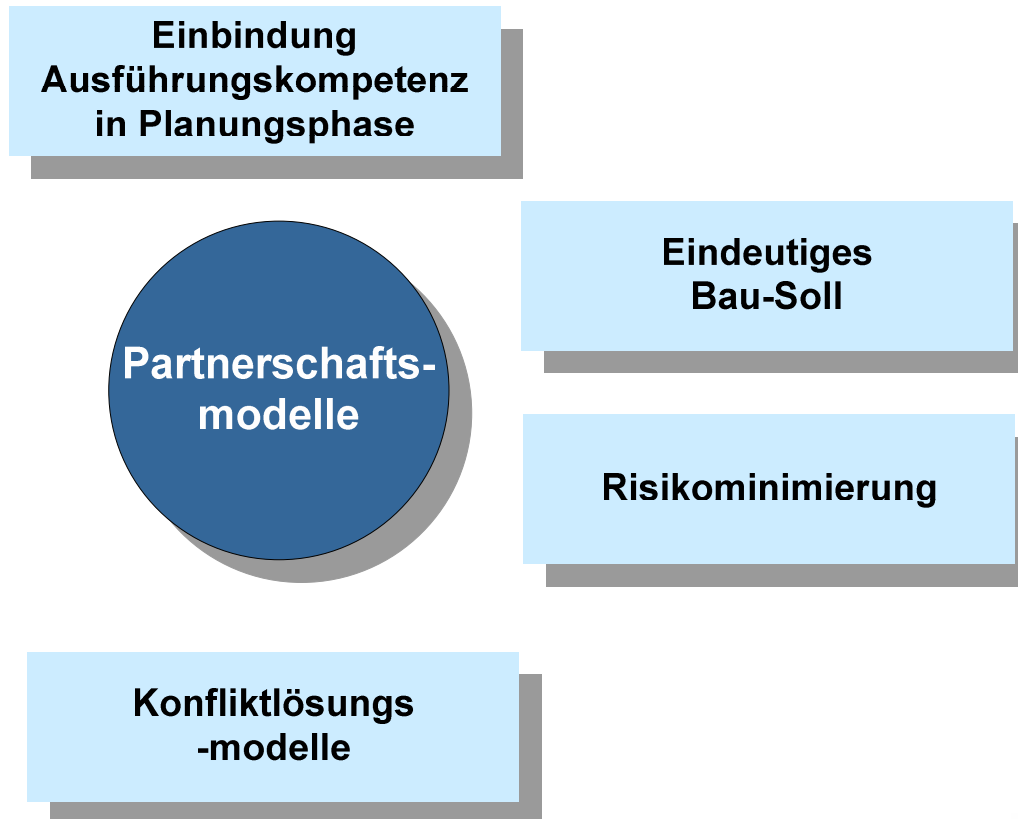 Einbindung
Ausführungskompetenz
in Planungsphase
Eindeutiges
Bau-Soll
Partnerschafts-
modelle
Risikominimierung
Konfliktlösungs
-modelle